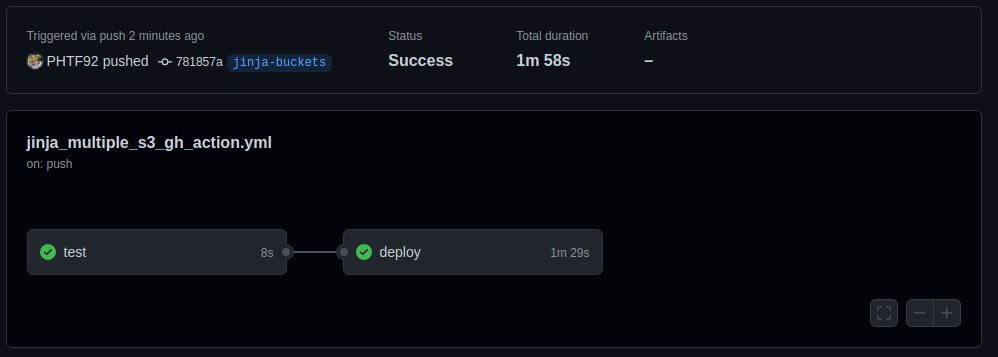 Triggered via push 2 minutes ago
PHTF92 pushed 781857a jinja-buckets
Status
Success
Total duration
1m 58s
Artifacts
–
jinja_multiple_s3_gh_action.yml
on: push
test 8s
deploy 1m 29s